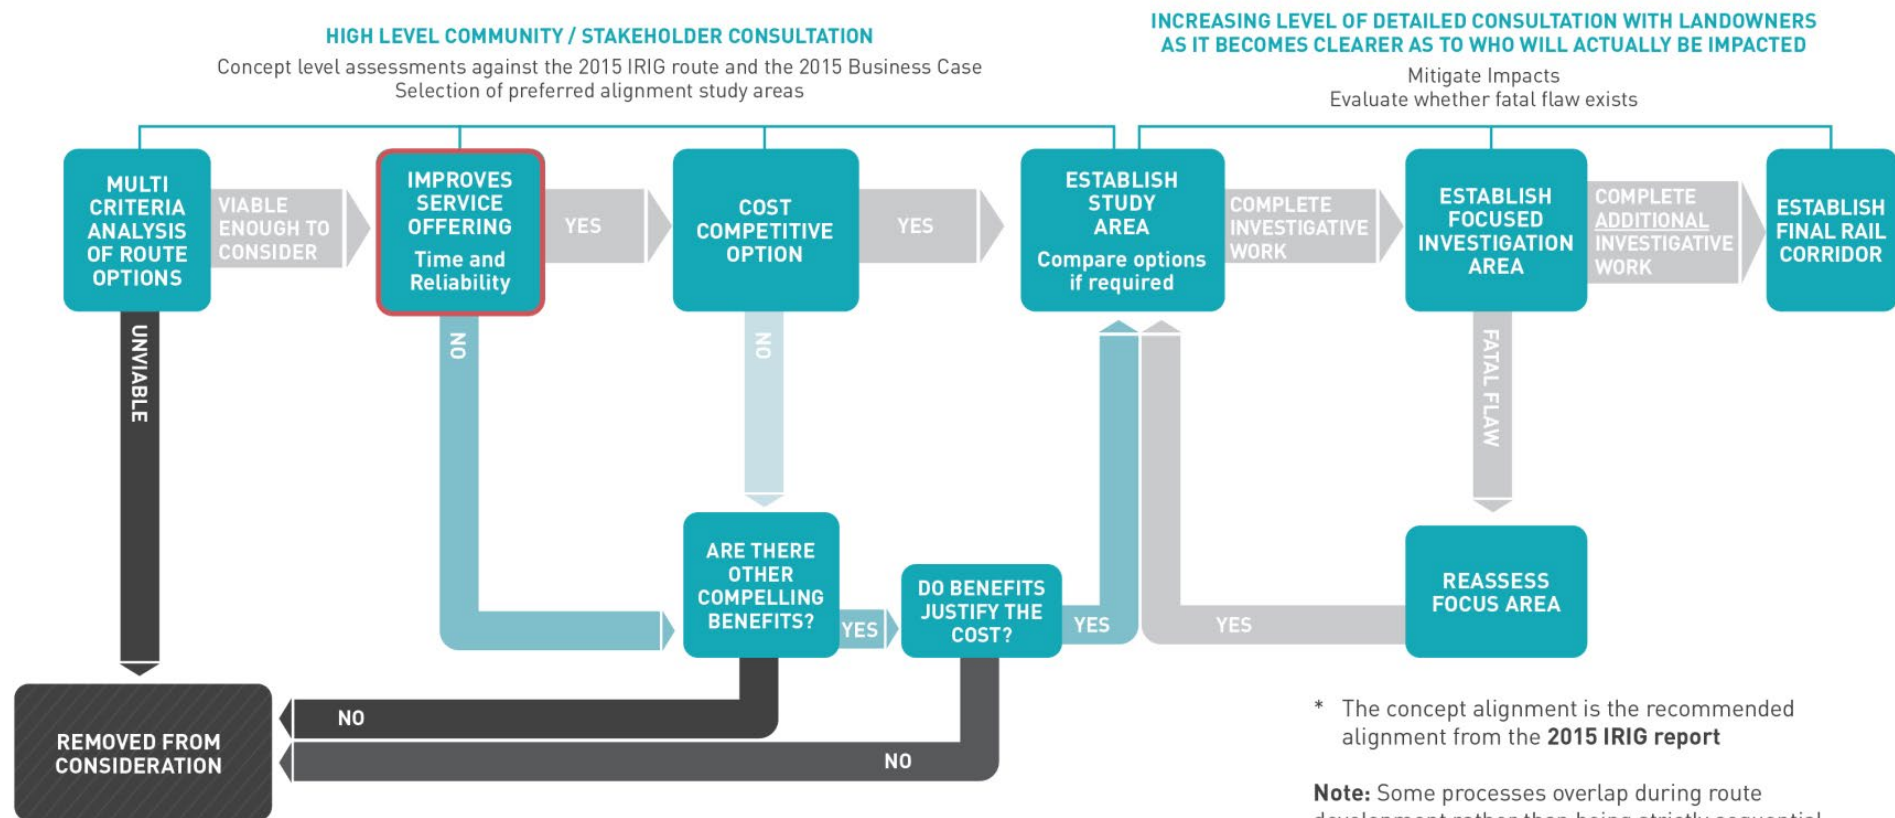 HIGH LEVEL COMMUNITY / STAKEHOLDER CONSULTATION
Concept level assessments against the 2015 IRIG route and the 2015 Business Case
Selection of preferred alignment study areas
INCREASING LEVEL OF DETAILED CONSULTATION WITH LANDOWNERS
AS IT BECOMES CLEARER AS TO WHO WILL ACTUALLY BE IMPACTED
Mitigate Impacts
Evaluate whether fatal flaw exists
MULTI
CRITERIA
ANALYSIS
OF ROUTE
OPTIONS
VIABLE
ENOUGH TO
CONSIDER
IMPROVES
SERVICE
OFFERING
Time and
Reliability
YES
COST
COMPETITIVE
OPTION
YES
ESTABLISH
STUDY
AREA
Compare options
if required
COMPLETE
INVESTIGATIVE
WORK
ESTABLISH
FOCUSED
INVESTIGATION
AREA
COMPLETE
ADDITIONAL
INVESTIGATIVE
WORK
ESTABLISH
FINAL RAIL
CORRIDOR
UNVIABLE
NO
NO
FATAL FLAW
ARE THERE
OTHER
COMPELLING
BENEFITS?
YES
DO BENEFITS
JUSTIFY THE
COST?
YES
YES
REASSESS
FOCUS AREA
NO
NO
REMOVED FROM
CONSIDERATION
* The concept alignment is the recommended
alignment from the 2015 IRIG report
Note: Some processes overlap during route
development rather than being strictly sequential